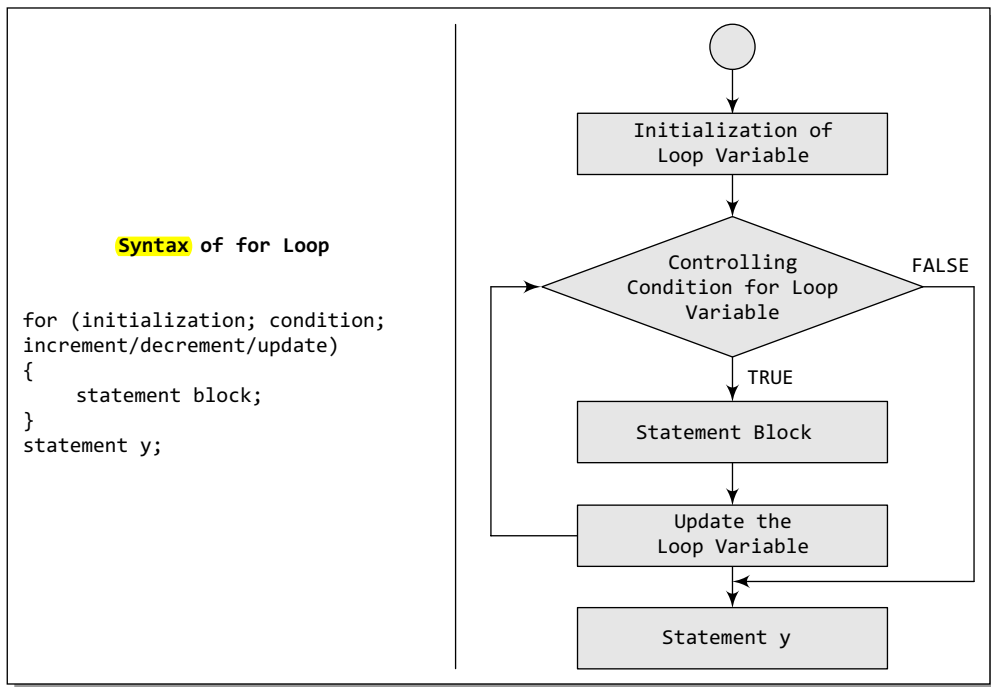 Syntax of for Loop
for (initialization; condition;
increment/decrement/update)
{
statement block;
}
statement y;
Initialization of
Loop Variable
Controlling
Condition for Loop
Variable
FALSE
TRUE
Statement Block
Update the
Loop Variable
Statement y